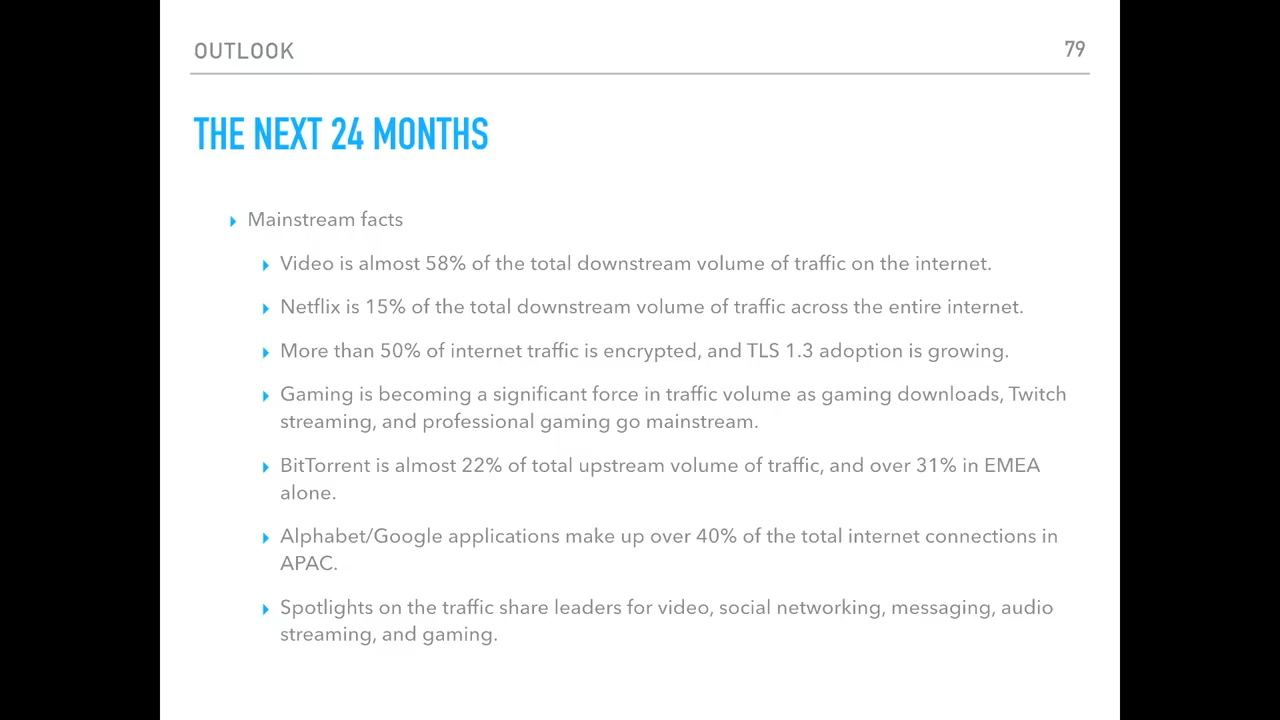 OUTLOOK
79
THE NEXT 24 MONTHS
Mainstream facts
Video is almost 58% of the total downstream volume of traffic on the internet.
Netflix is 15% of the total downstream volume of traffic across the entire internet.
More than 50% of internet traffic is encrypted, and TLS 1.3 adoption is growing.
Gaming is becoming a significant force in traffic volume as gaming downloads, Twitch
streaming, and professional gaming go mainstream.
BitTorrent is almost 22% of total upstream volume of traffic, and over 31% in EMEA
alone.
Alphabet/Google applications make up over 40% of the total internet connections in
APAC.
Spotlights on the traffic share leaders for video, social networking, messaging, audio
streaming, and gaming.